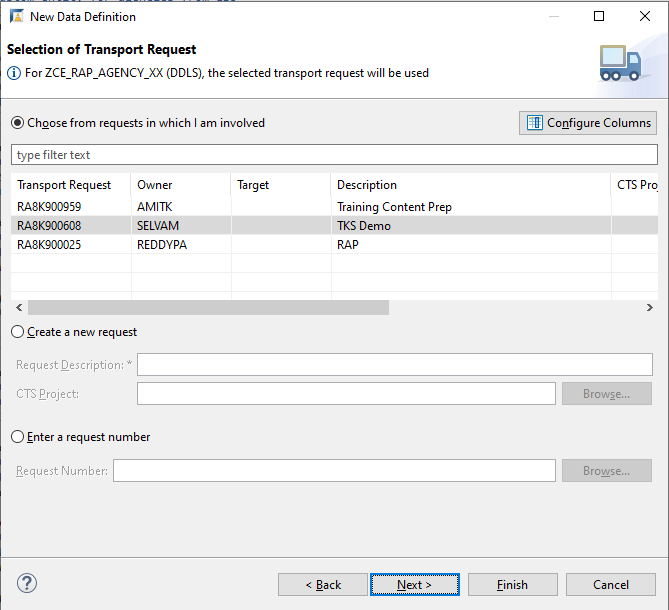 New Data Definition
Selection of Transport Request
For ZCE_RAP_AGENCY_XX (DDLS), the selected transport request will be used
Choose from requests in which I am involved
Configure Columns
type filter text
Transport Request Owner Target Description CTS Proj
RA8K900959 AMITK Training Content Prep
RA8K900608 SELVAM TKS Demo
RA8K900025 REDDYPA RAP
Create a new request
Request Description: *
CTS Project: Browse...
Enter a request number
Request Number: Browse...
? < Back Next > Finish Cancel